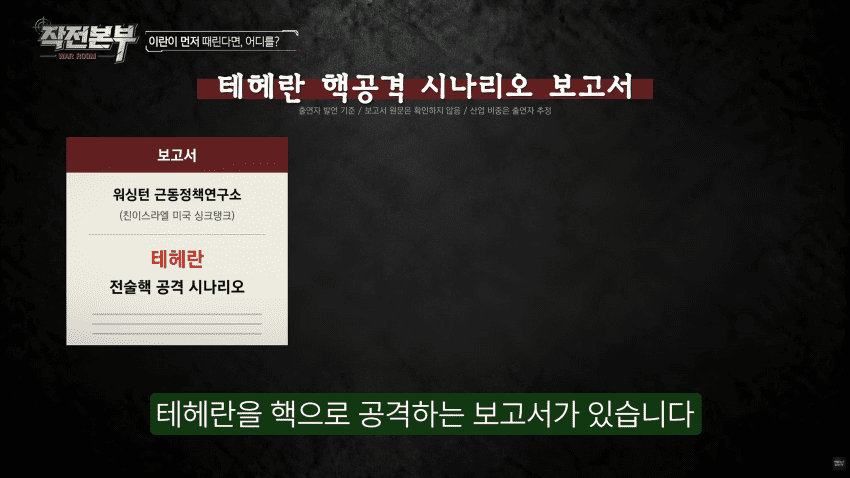 작전본부
WAR ROOM
이란이 먼저 때린다면, 어디를?
테헤란 핵공격 시나리오 보고서
출연자 발언 기준 / 보고서 원문은 확인하지 않음 / 산업 비중은 출연자 추정
보고서
워싱턴 근동정책연구소
(친이스라엘 미국 싱크탱크)
테헤란
전술핵 공격 시나리오
테헤란을 핵으로 공격하는 보고서가 있습니다